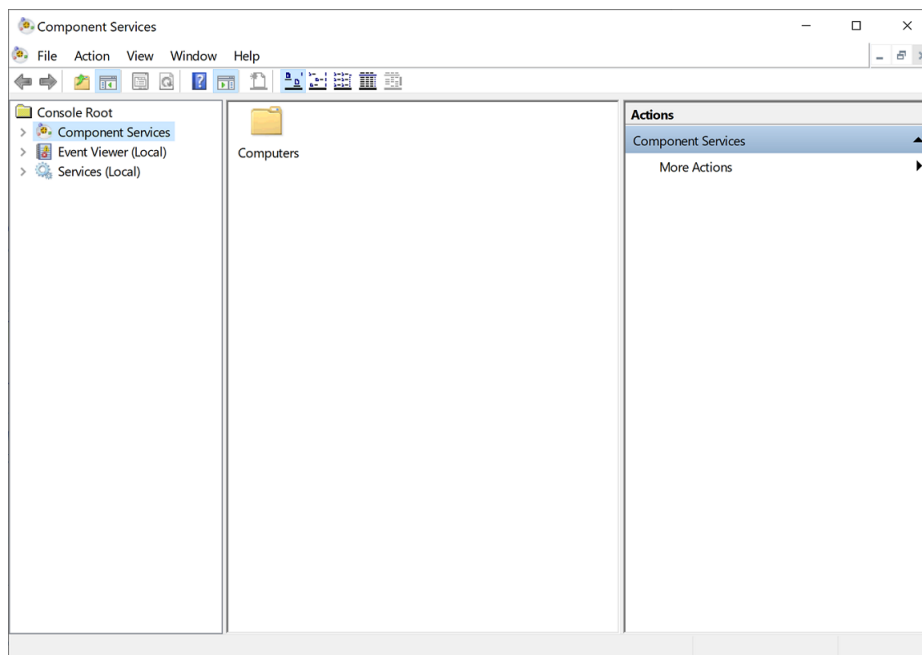 Component Services
File Action View Window Help
Console Root
Component Services
Event Viewer (Local)
Services (Local)
Computers
Actions
Component Services
More Actions